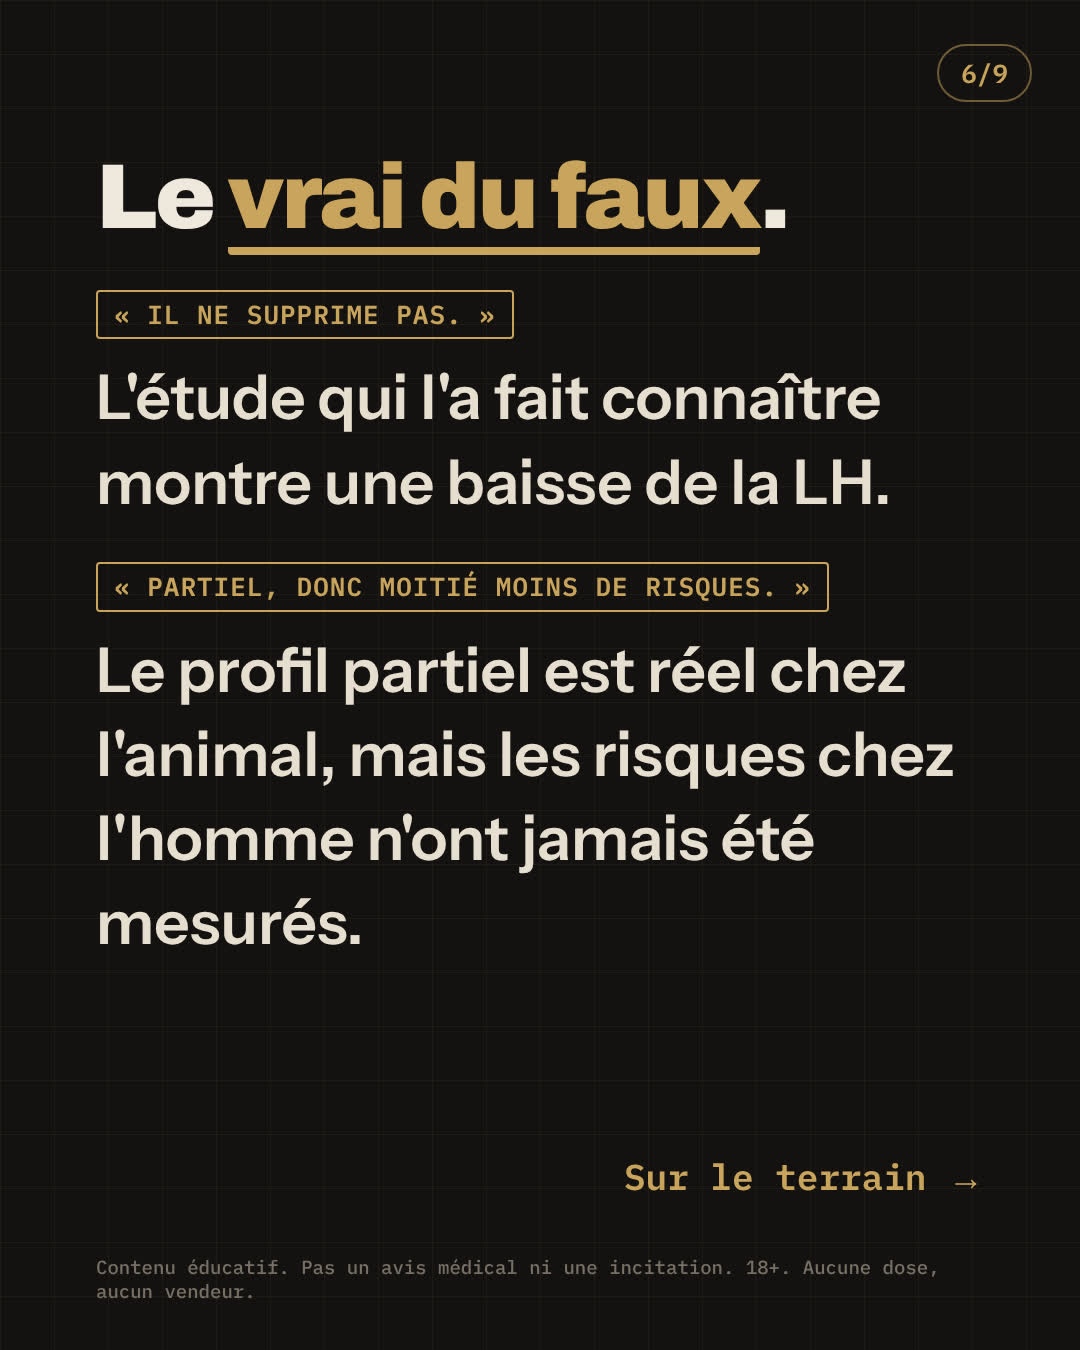 6/9
Le vrai du faux.
« IL NE SUPPRIME PAS. »
L'étude qui l'a fait connaître
montre une baisse de la LH.
« PARTIEL, DONC MOITIÉ MOINS DE RISQUES. »
Le profil partiel est réel chez
l'animal, mais les risques chez
l'homme n'ont jamais été
mesurés.
Sur le terrain →
Contenu éducatif. Pas un avis médical ni une incitation. 18+. Aucune dose,
aucun vendeur.